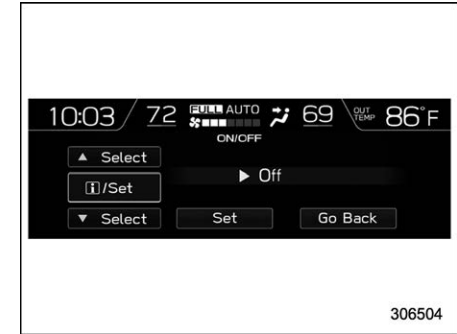 10:03 72 FULL AUTO 69 OUT TEMP 86°F
ON/OFF
▲ Select
i/Set
▶ Off
▼ Select Set Go Back
306504